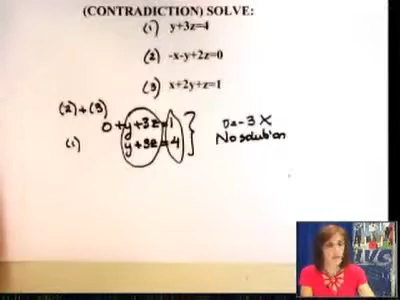 (CONTRADICTION) SOLVE:
(1) y+3z=4
(2) -x-y+2z=0
(3) x+2y+z=1
(2)+(3)
0+y+3z=1
(1) y+3z=4
0=-3 X
No solution